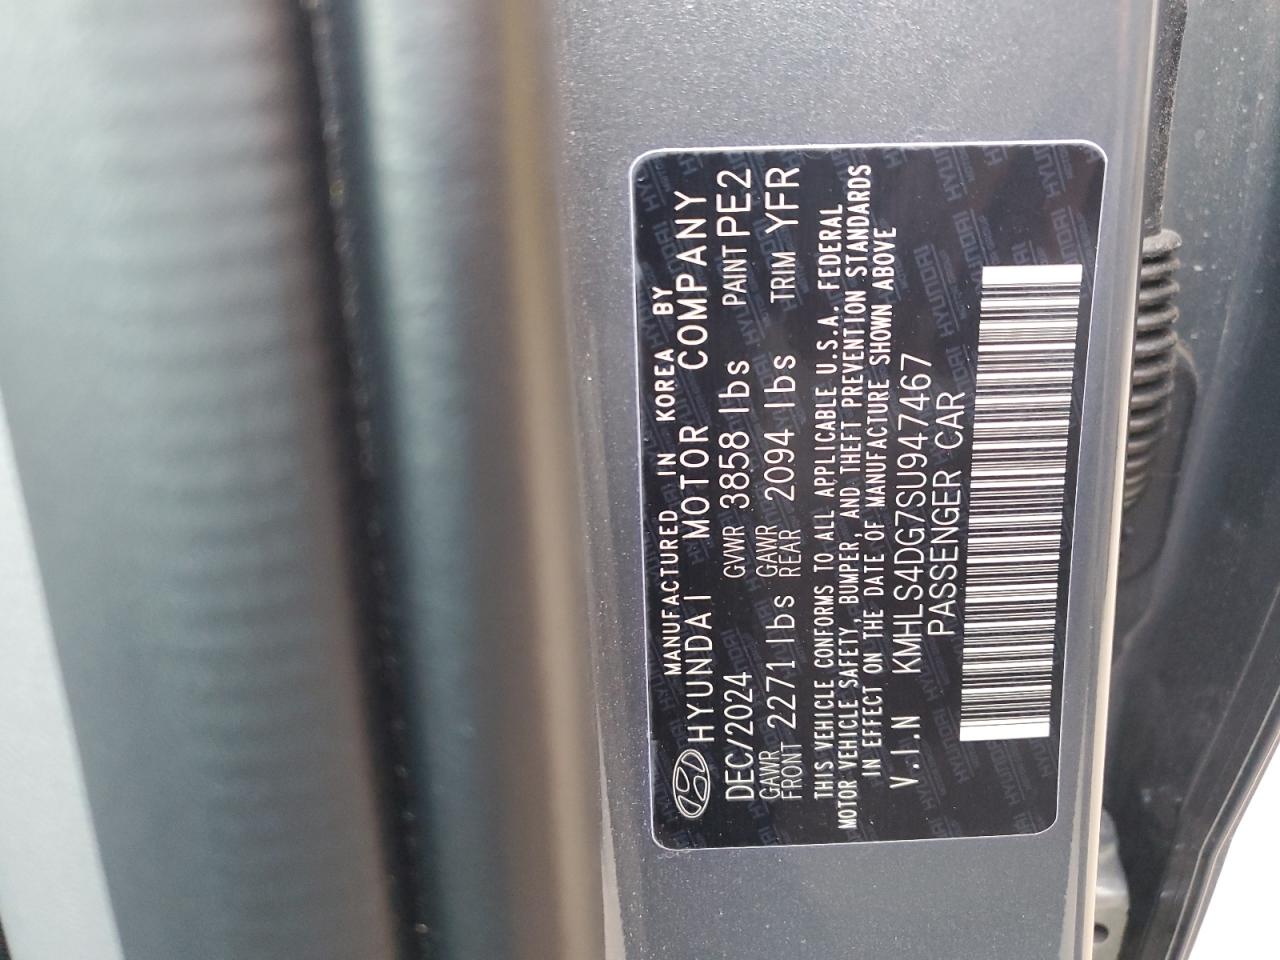 MANUFACTURED IN KOREA BY
HYUNDAI MOTOR COMPANY
DEC/2024 GVWR 3858 lbs PAINT PE2
GAWR FRONT 2271 lbs GAWR REAR 2094 lbs TRIM YFR
THIS VEHICLE CONFORMS TO ALL APPLICABLE U.S.A. FEDERAL
MOTOR VEHICLE SAFETY, BUMPER, AND THEFT PREVENTION STANDARDS
IN EFFECT ON THE DATE OF MANUFACTURE SHOWN ABOVE
V.I.N KMHLS4DG7SU947467
PASSENGER CAR